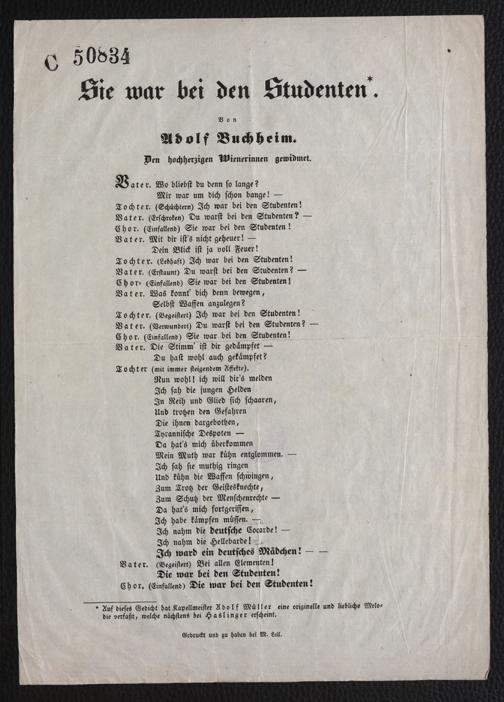 C 50834
Sie war bei den Studenten*.
Von
Adolf Buchheim.
Den hochherzigen Wienerinnen gewidmet.
Vater. Wo bliebst du denn so lange?
Mir war um dich schon bange! —
Tochter. (Schüchtern) Ich war bei den Studenten!
Vater. (Erschroken) Du warst bei den Studenten? —
Chor. (Einfallend) Sie war bei den Studenten!
Vater. Mit dir ist's nicht geheuer! —
Dein Blick ist ja voll Feuer!
Tochter. (Lebhaft) Ich war bei den Studenten!
Vater. (Erstaunt) Du warst bei den Studenten? —
Chor. (Einfallend) Sie war bei den Studenten!
Vater. Was konnt' dich denn bewegen,
Selbst Waffen anzulegen?
Tochter. (Begeistert) Ich war bei den Studenten!
Vater. (Verwundert) Du warst bei den Studenten? —
Chor. (Einfallend) Sie war bei den Studenten!
Vater. Die Stimm' ist dir gedämpfet —
Du hast wohl auch gekämpfet?
Tochter (mit immer steigendem Affekte).
Nun wohl! ich will dir's melden
Ich sah die jungen Helden
In Reih und Glied sich schaaren,
Und trotzen den Gefahren
Die ihnen dargebothen,
Tyrannische Despoten —
Da hat's mich überkommen
Mein Muth war kühn entglommen. —
Ich sah sie muthig ringen
Und kühn die Waffen schwingen,
Zum Trotz der Geistesknechte,
Zum Schutz der Menschenrechte —
Da hat's mich fortgerissen,
Ich habe kämpfen müssen. —
Ich nahm die deutsche Cocarde! —
Ich nahm die Hellebarde! —
Ich ward ein deutsches Mädchen! — —
Vater. (Begeistert) Bei allen Elementen!
Die war bei den Studenten!
Chor. (Einfallend) Die war bei den Studenten!
* Auf dieses Gedicht hat Kapellmeister Adolf Müller eine originelle und liebliche Melo-
die verfaßt, welche nächstens bei Haslinger erscheint.
Gedruckt und zu haben bei M. Lell.